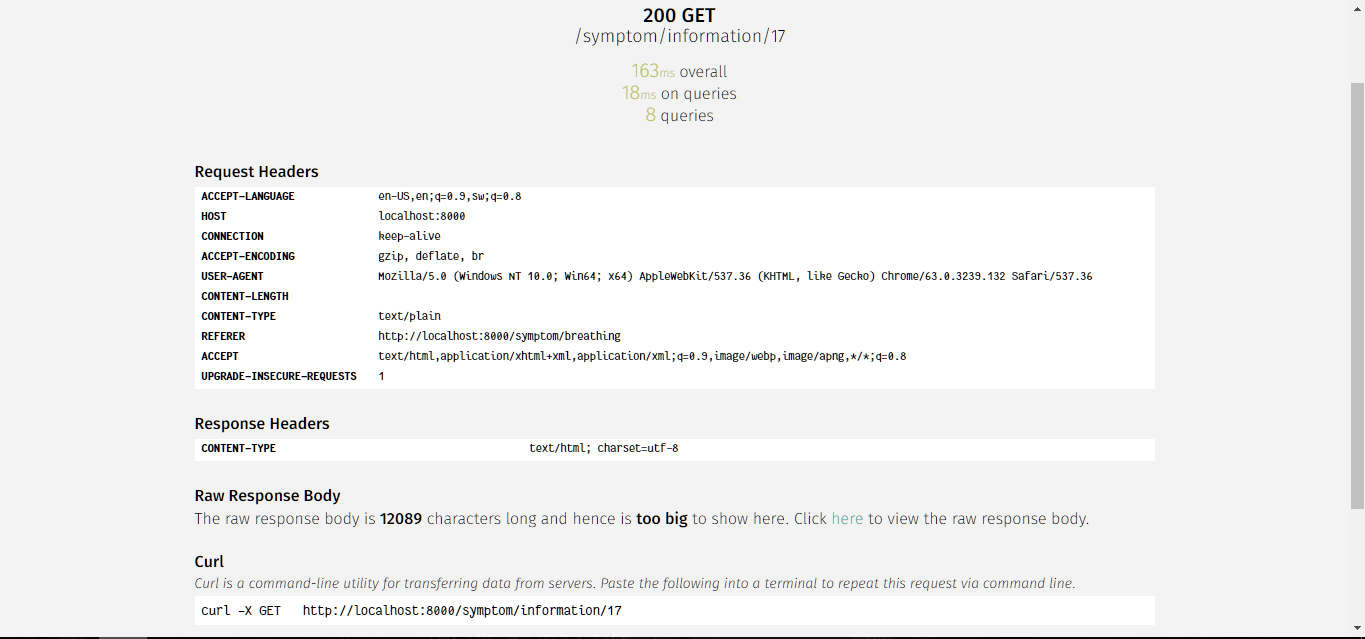 200 GET
/symptom/information/17
163ms overall
18ms on queries
8 queries
Request Headers
ACCEPT-LANGUAGE en-US,en;q=0.9,sw;q=0.8
HOST localhost:8000
CONNECTION keep-alive
ACCEPT-ENCODING gzip, deflate, br
USER-AGENT Mozilla/5.0 (Windows NT 10.0; Win64; x64) AppleWebKit/537.36 (KHTML, like Gecko) Chrome/63.0.3239.132 Safari/537.36
CONTENT-LENGTH
CONTENT-TYPE text/plain
REFERER http://localhost:8000/symptom/breathing
ACCEPT text/html,application/xhtml+xml,application/xml;q=0.9,image/webp,image/apng,*/*;q=0.8
UPGRADE-INSECURE-REQUESTS 1
Response Headers
CONTENT-TYPE text/html; charset=utf-8
Raw Response Body
The raw response body is 12089 characters long and hence is too big to show here. Click here to view the raw response body.
Curl
Curl is a command-line utility for transferring data from servers. Paste the following into a terminal to repeat this request via command line.
curl -X GET http://localhost:8000/symptom/information/17